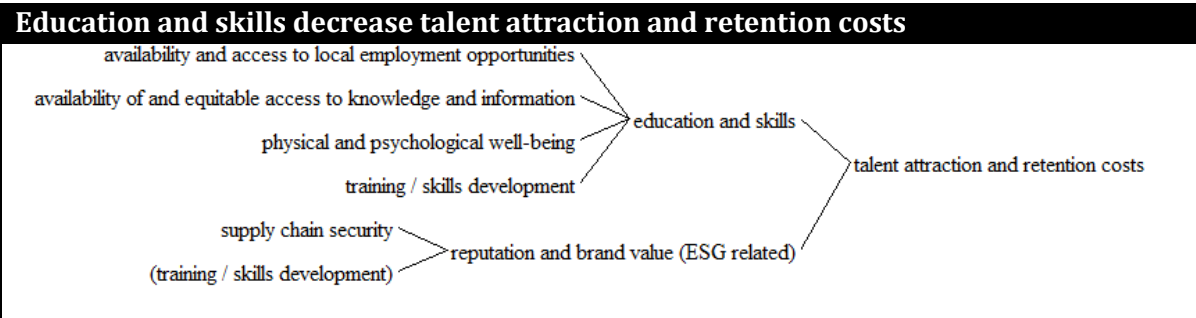 Education and skills decrease talent attraction and retention costs
availability and access to local employment opportunities
availability of and equitable access to knowledge and information
education and skills
physical and psychological well-being
talent attraction and retention costs
training / skills development
supply chain security
reputation and brand value (ESG related)
(training / skills development)